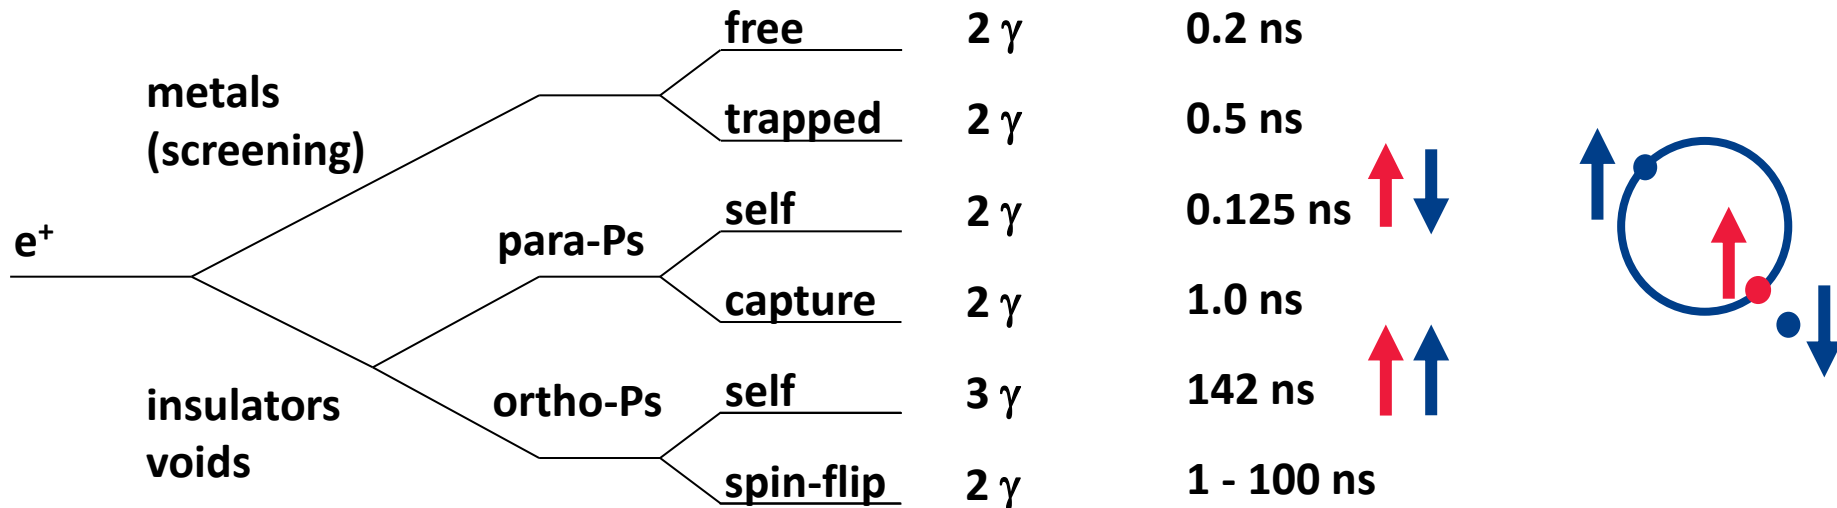 free 2 γ 0.2 ns
metals
(screening)
trapped 2 γ 0.5 ns
self 2 γ 0.125 ns
e⁺
para-Ps
capture 2 γ 1.0 ns
insulators
voids
ortho-Ps
self 3 γ 142 ns
spin-flip 2 γ 1 - 100 ns